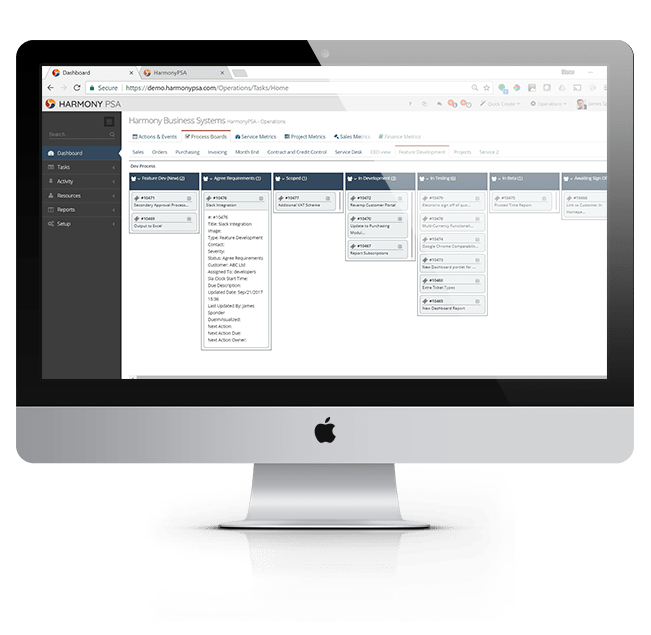 Dashboard
HarmonyPSA
Secure
https://demo.harmonypsa.com/Operations/Tasks/Home
HARMONY PSA
Quick Create
Operations
James S
Search...
Dashboard
Tasks
Activity
Resources
Reports
Setup
Harmony Business Systems HarmonyPSA - Operations
Actions & Events
Process Boards
Service Metrics
Project Metrics
Sales Metrics
Finance Metrics
Sales
Orders
Purchasing
Invoicing
Month End
Contract and Credit Control
Service Desk
CEO view
Feature Development
Projects
Service 2
Dev Process
Feature Dev (New) (2)
#10471
Secondary Approval Process...
#10469
Output to Excel
Agree Requirements (1)
#10476
Slack Integration
#: #10476
Title: Slack Integration
Image:
Type: Feature Development
Contact:
Severity:
Status: Agree Requirements
Customer: ABC Ltd
Assigned To: developers
Sla Clock Start Time:
Due Description:
Updated Date: Sep/21/2017
Last Updated By: James
Sponder
DueInVisualized:
Next Action:
Next Action Due:
Next Action Owner:
Scoped (1)
#10477
Additional VAT Scheme
In Development (3)
#10472
Revamp Customer Portal
#10470
Update to Purchasing
Modul...
#10467
Report Subscriptions
In Testing (6)
#10479
Electronic sign off of quo...
#10478
Multi Currency Functionali...
#10474
Google Chrome Comparabilit...
#10473
New Dashboard portlet for ...
#10460
Extra Ticket Types
#10465
New Dashboard Report
In Beta (1)
#10475
Posted Time Report
Awaiting Sign Of
Link to Customer in
Homepa...